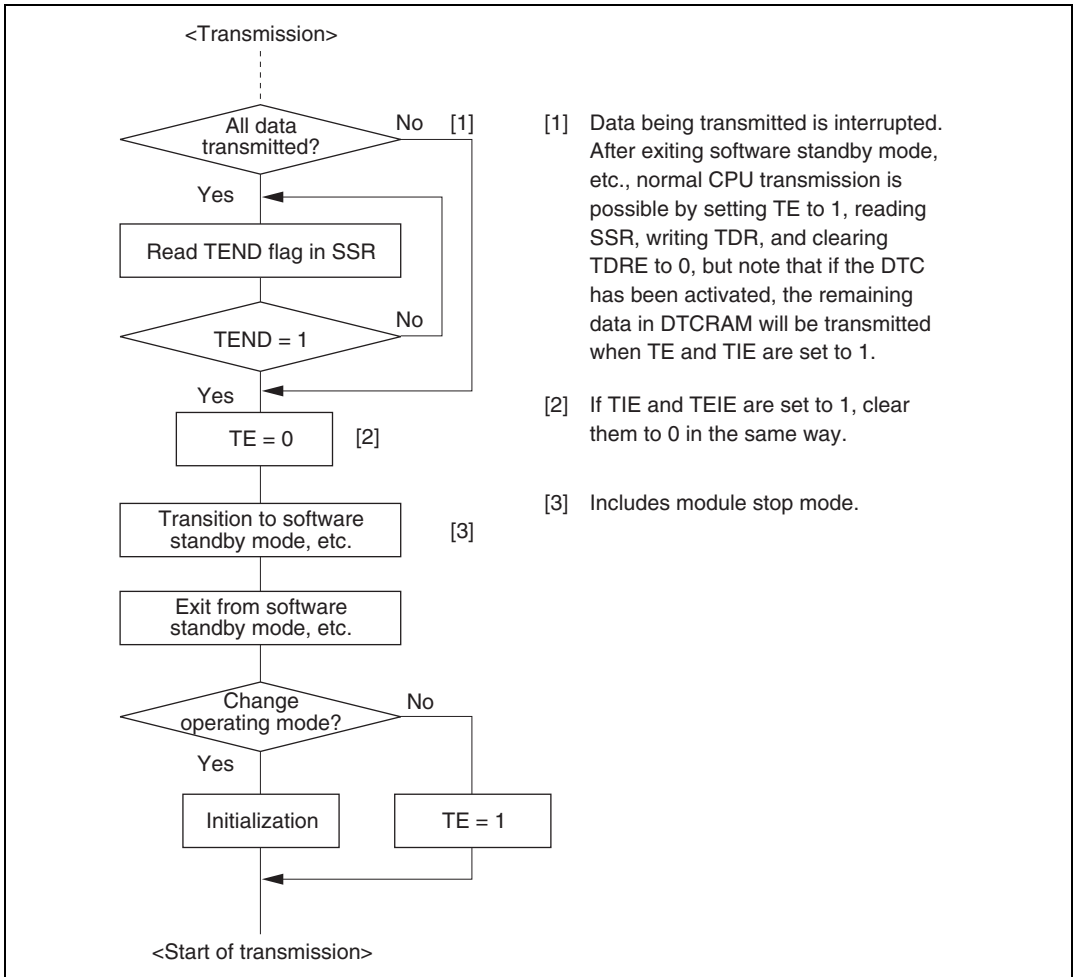 <Transmission>
All data
transmitted?
No
[1]
Yes
Read TEND flag in SSR
TEND = 1
No
Yes
TE = 0
[2]
Transition to software
standby mode, etc.
[3]
Exit from software
standby mode, etc.
Change
operating mode?
No
Yes
Initialization
TE = 1
<Start of transmission>
[1] Data being transmitted is interrupted.
After exiting software standby mode,
etc., normal CPU transmission is
possible by setting TE to 1, reading
SSR, writing TDR, and clearing
TDRE to 0, but note that if the DTC
has been activated, the remaining
data in DTCRAM will be transmitted
when TE and TIE are set to 1.
[2] If TIE and TEIE are set to 1, clear
them to 0 in the same way.
[3] Includes module stop mode.